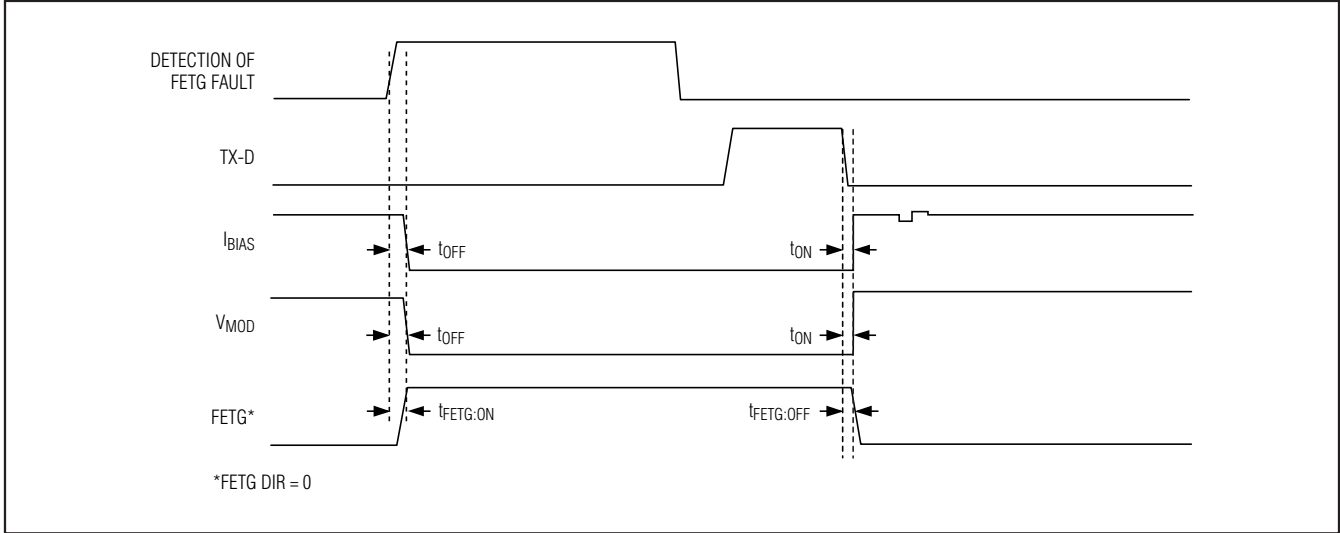 DETECTION OF
FETG FAULT
TX-D
IBIAS
tOFF
tON
VMOD
tOFF
tON
FETG*
tFETG:ON
tFETG:OFF
*FETG DIR = 0